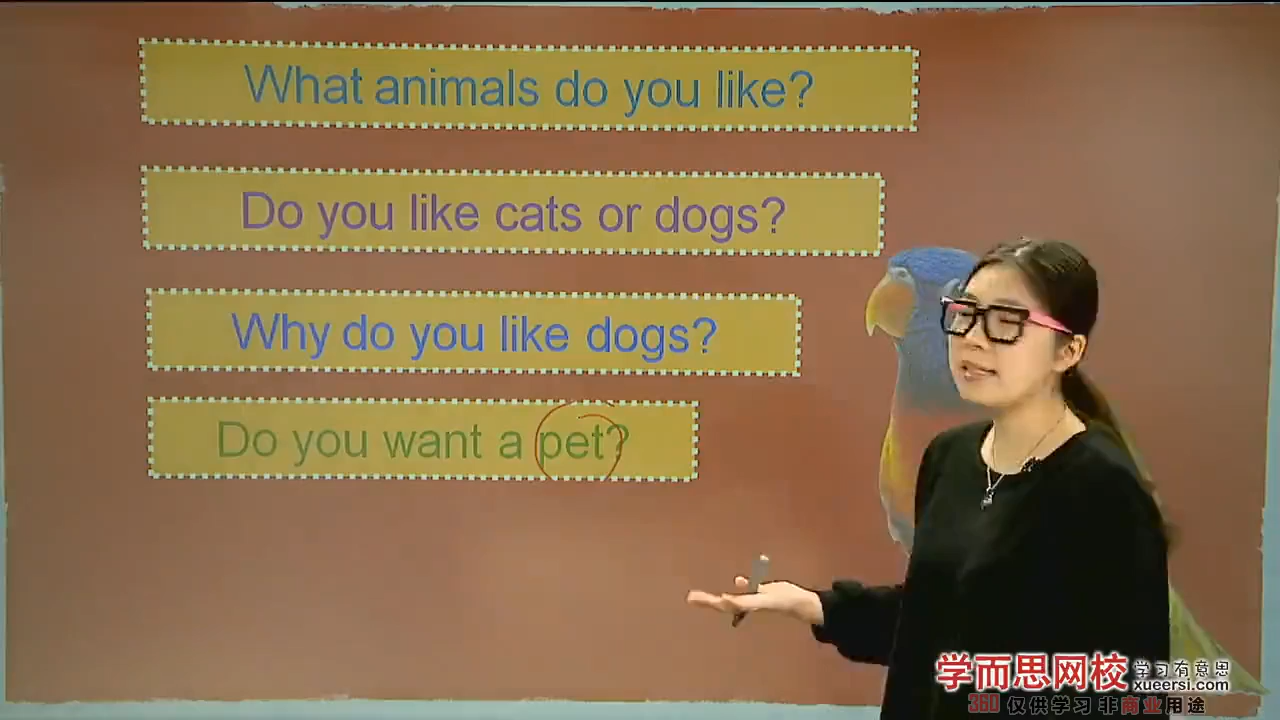 What animals do you like?
Do you like cats or dogs?
Why do you like dogs?
Do you want a pet?
学而思网校 学习有意思
xueersi.com
360 仅供学习 非商业用途